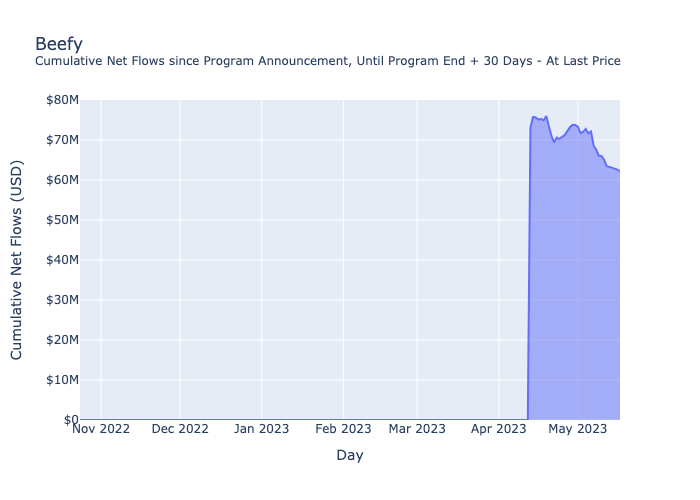 Beefy
Cumulative Net Flows since Program Announcement, Until Program End + 30 Days - At Last Price
$80M
$70M
$60M
$50M
$40M
$30M
$20M
$10M
$0
Cumulative Net Flows (USD)
Nov 2022 Dec 2022 Jan 2023 Feb 2023 Mar 2023 Apr 2023 May 2023
Day